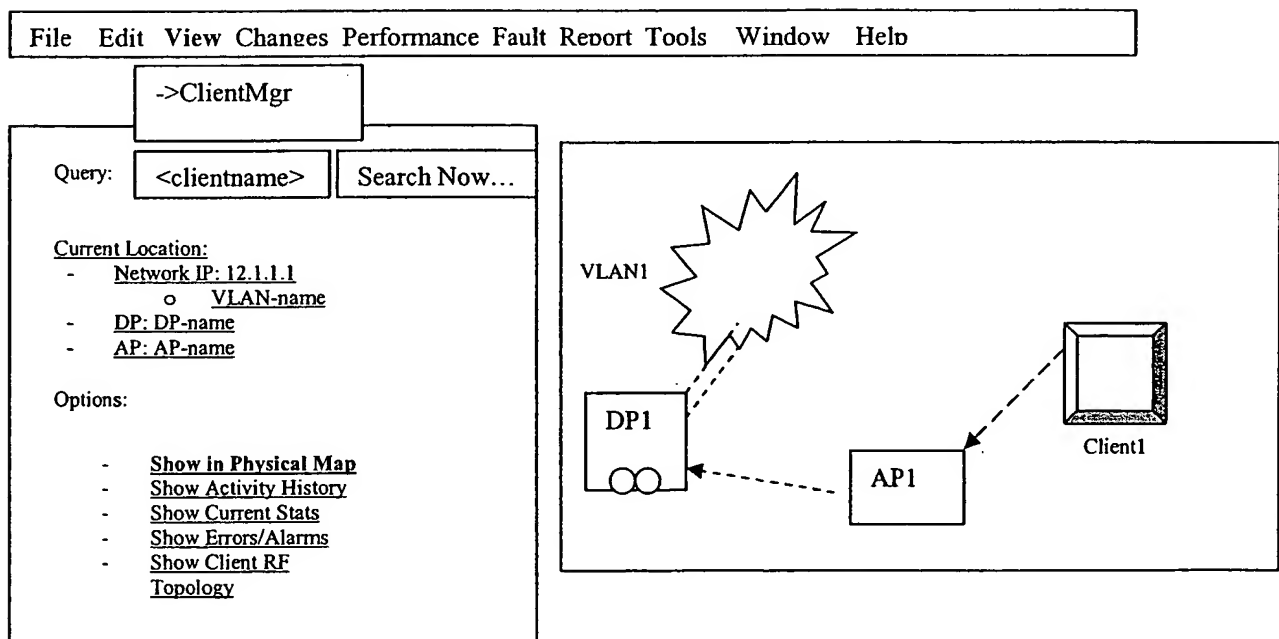 File Edit View Changes Performance Fault Report Tools Window Help
->ClientMgr
Query: <clientname> Search Now...
Current Location:
- Network IP: 12.1.1.1
o VLAN-name
- DP: DP-name
- AP: AP-name
Options:
- Show in Physical Map
- Show Activity History
- Show Current Stats
- Show Errors/Alarms
- Show Client RF
Topology
VLAN1
DP1
AP1
Client1